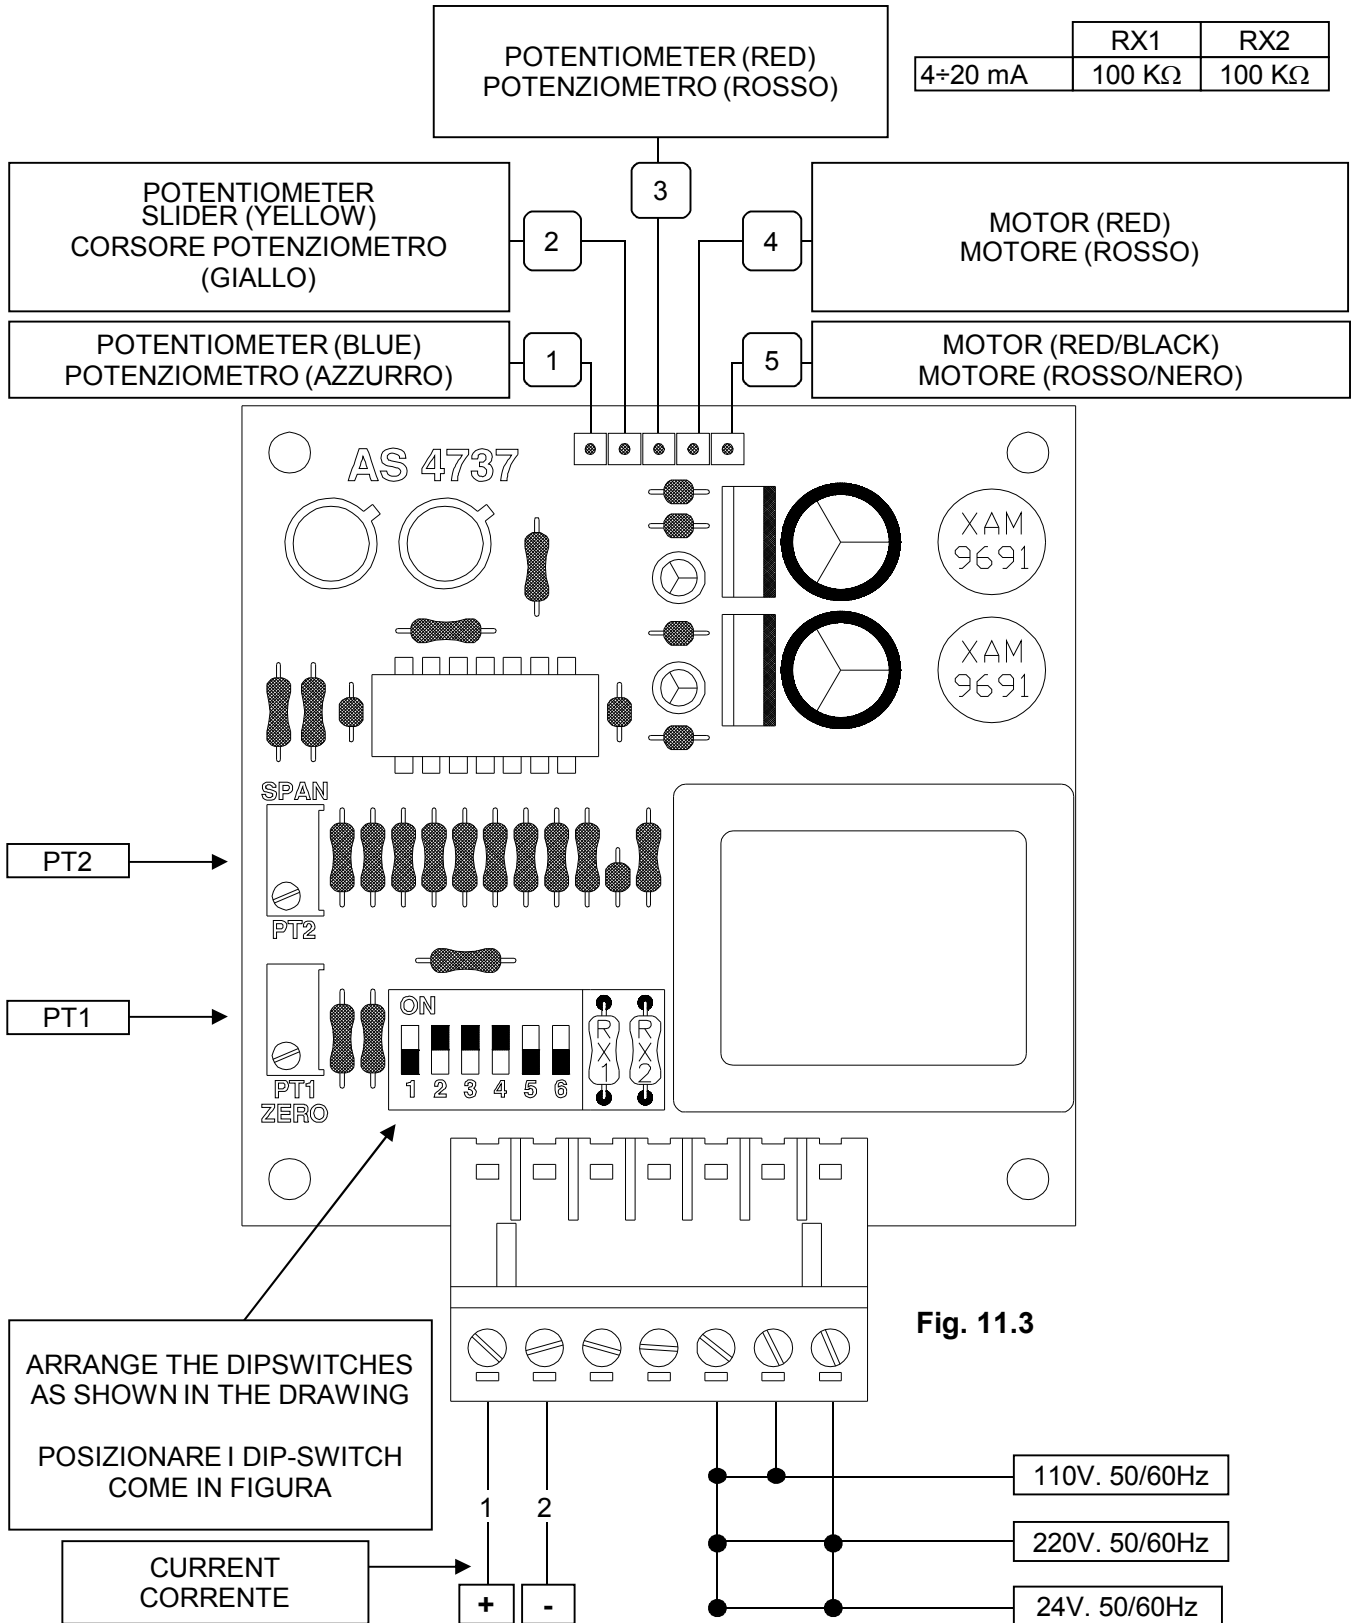 POTENTIOMETER (RED)
POTENZIOMETRO (ROSSO)
RX1 RX2
4÷20 mA 100 KΩ 100 KΩ
POTENTIOMETER
SLIDER (YELLOW)
CORSORE POTENZIOMETRO
(GIALLO)
2
3
4
MOTOR (RED)
MOTORE (ROSSO)
POTENTIOMETER (BLUE)
POTENZIOMETRO (AZZURRO)
1
5
MOTOR (RED/BLACK)
MOTORE (ROSSO/NERO)
AS 4737
XAM
9691
XAM
9691
SPAN
PT2
PT2
PT1
PT1
ZERO
ON
1 2 3 4 5 6
RX1
RX2
Fig. 11.3
ARRANGE THE DIPSWITCHES
AS SHOWN IN THE DRAWING
POSIZIONARE I DIP-SWITCH
COME IN FIGURA
1 2
CURRENT
CORRENTE
+ -
110V. 50/60Hz
220V. 50/60Hz
24V. 50/60Hz